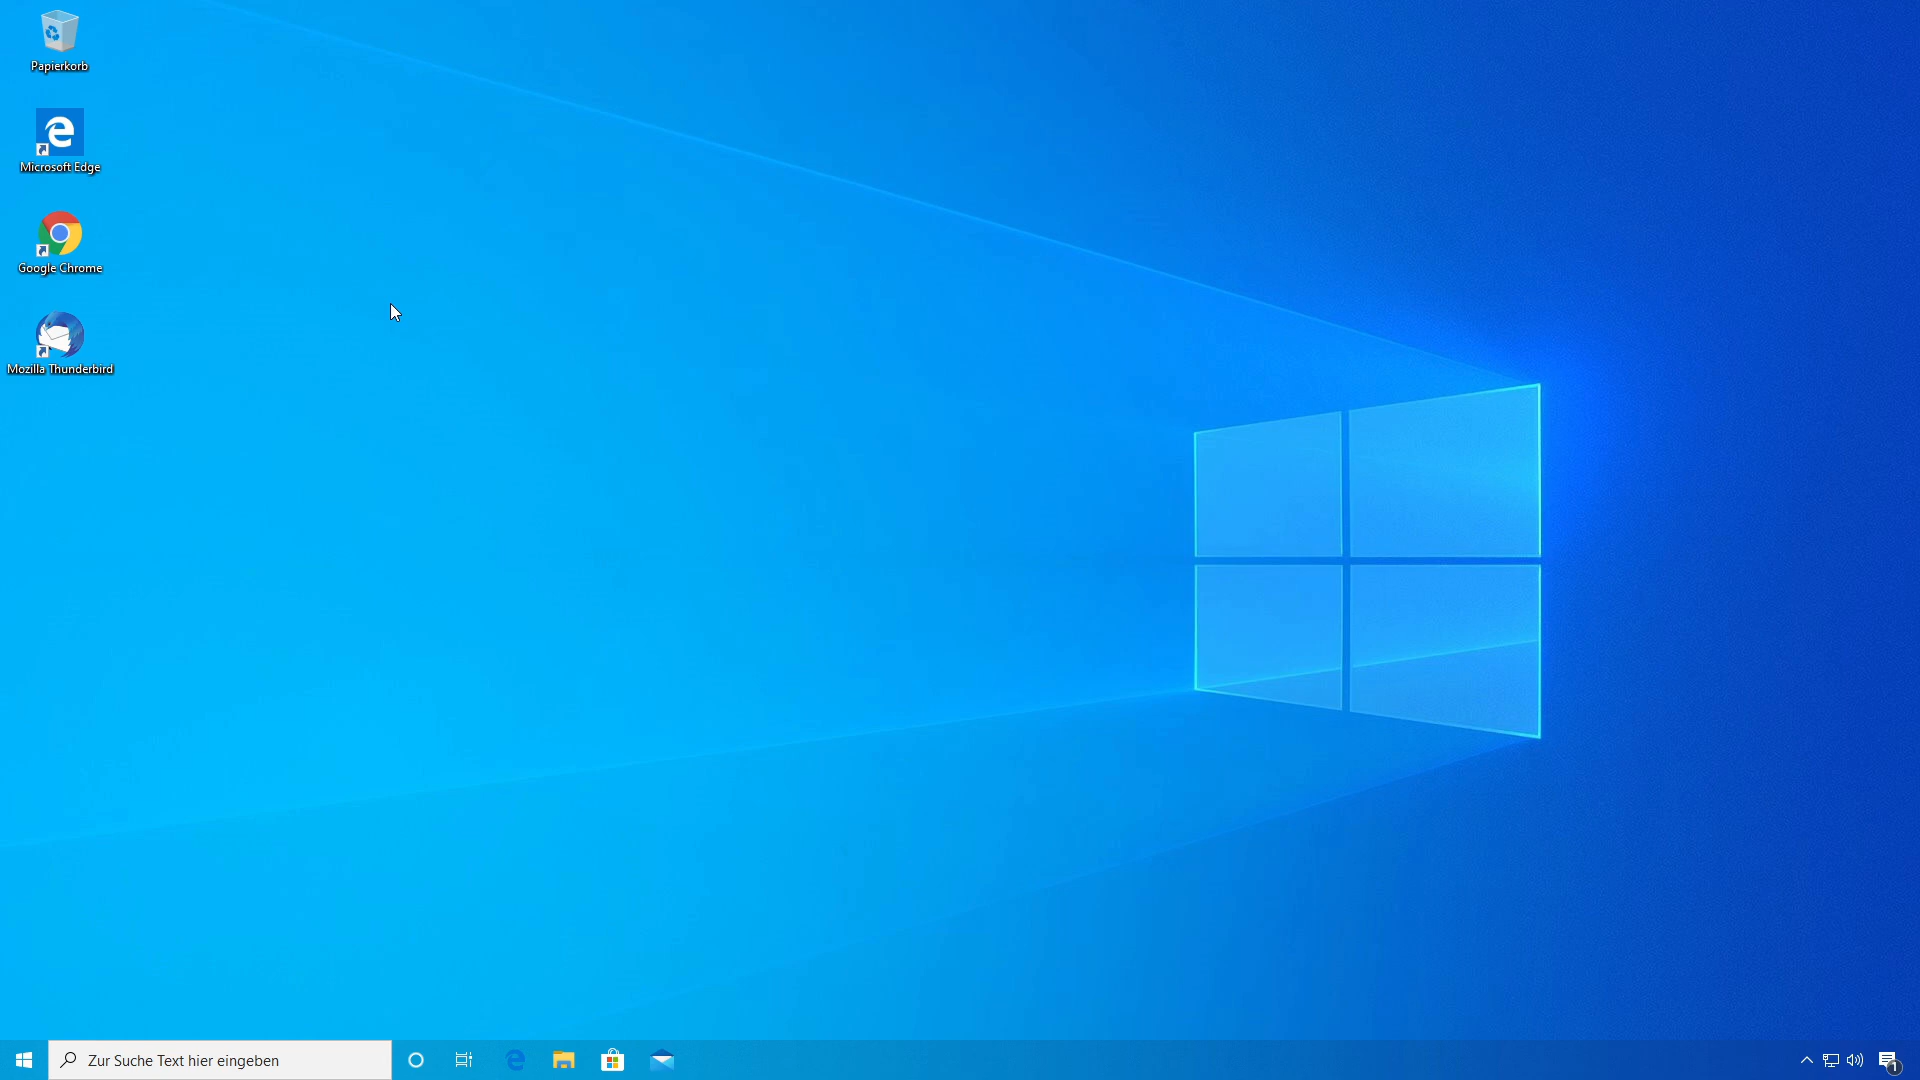 Papierkorb
Microsoft Edge
Google Chrome
Mozilla Thunderbird
Zur Suche Text hier eingeben
1